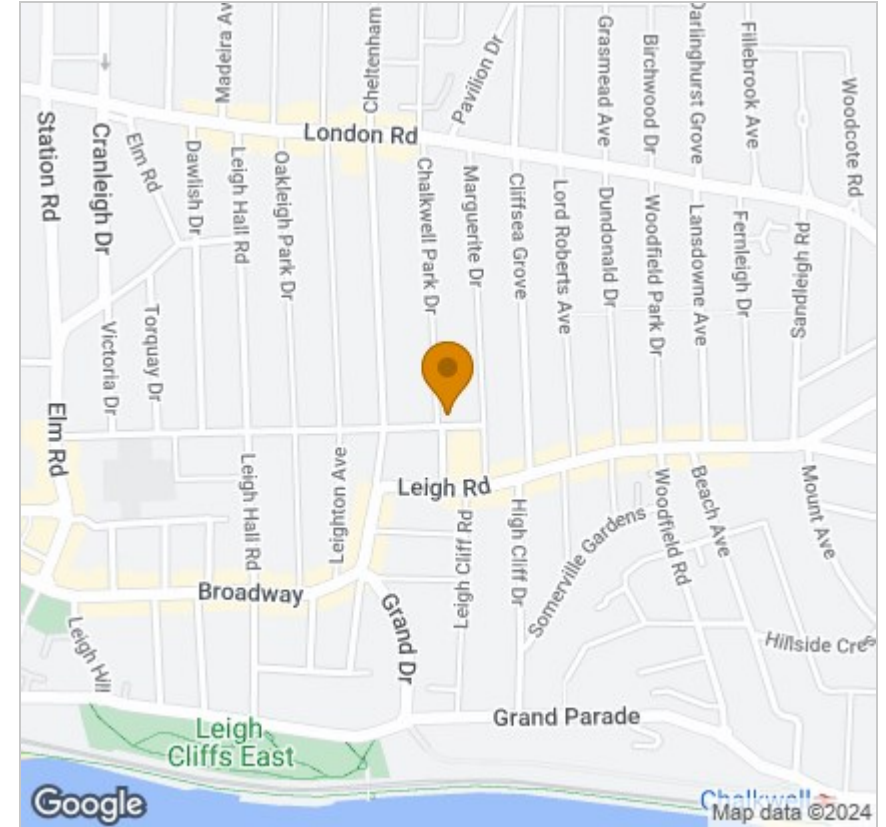 Madeira Av
Cheltenham
Pavilion Dr
Grasmead Ave
Birchwood Dr
Darlinghurst Grove
Fillebrook Ave
Woodcote Rd
Station Rd
Cranleigh Dr
Elm Rd
Dawlish Dr
Leigh Hall Rd
Oakleigh Park Dr
London Rd
Chalkwell Park Dr
Marguerite Dr
Cliffsea Grove
Lord Roberts Ave
Dundonald Dr
Woodfield Park Dr
Lansdowne Ave
Fernleigh Dr
Sandleigh Rd
Victoria Dr
Torquay Dr
Elm Rd
Leigh Hall Rd
Leighton Ave
Leigh Rd
Leigh Cliff Rd
High Cliff Dr
Somerville Gardens
Woodfield Rd
Beach Ave
Mount Ave
Broadway
Grand Dr
Leigh Hill
Hillside Cres
Grand Parade
Leigh
Cliffs East
Chalkwell
Google
Map data ©2024